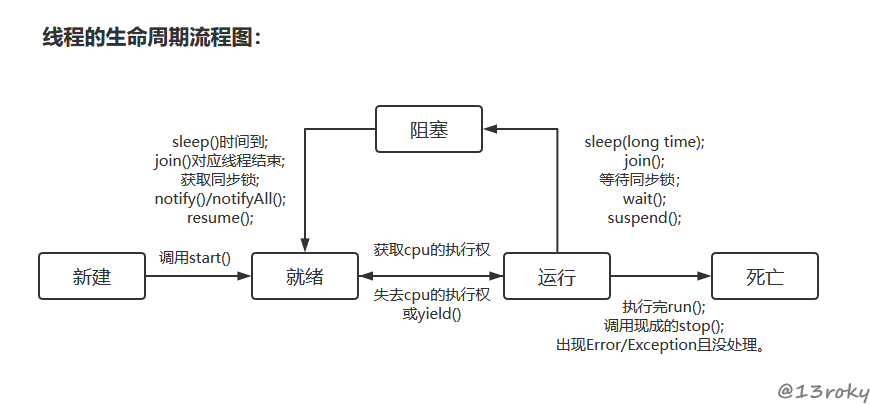 线程的生命周期流程图：
阻塞
sleep()时间到;
join()对应线程结束;
获取同步锁;
notify()/notifyAll();
resume();
sleep(long time);
join();
等待同步锁;
wait();
suspend();
新建
调用start()
就绪
获取cpu的执行权
失去cpu的执行权
或yield()
运行
死亡
执行完run();
调用现成的stop();
出现Error/Exception且没处理。
@13roky